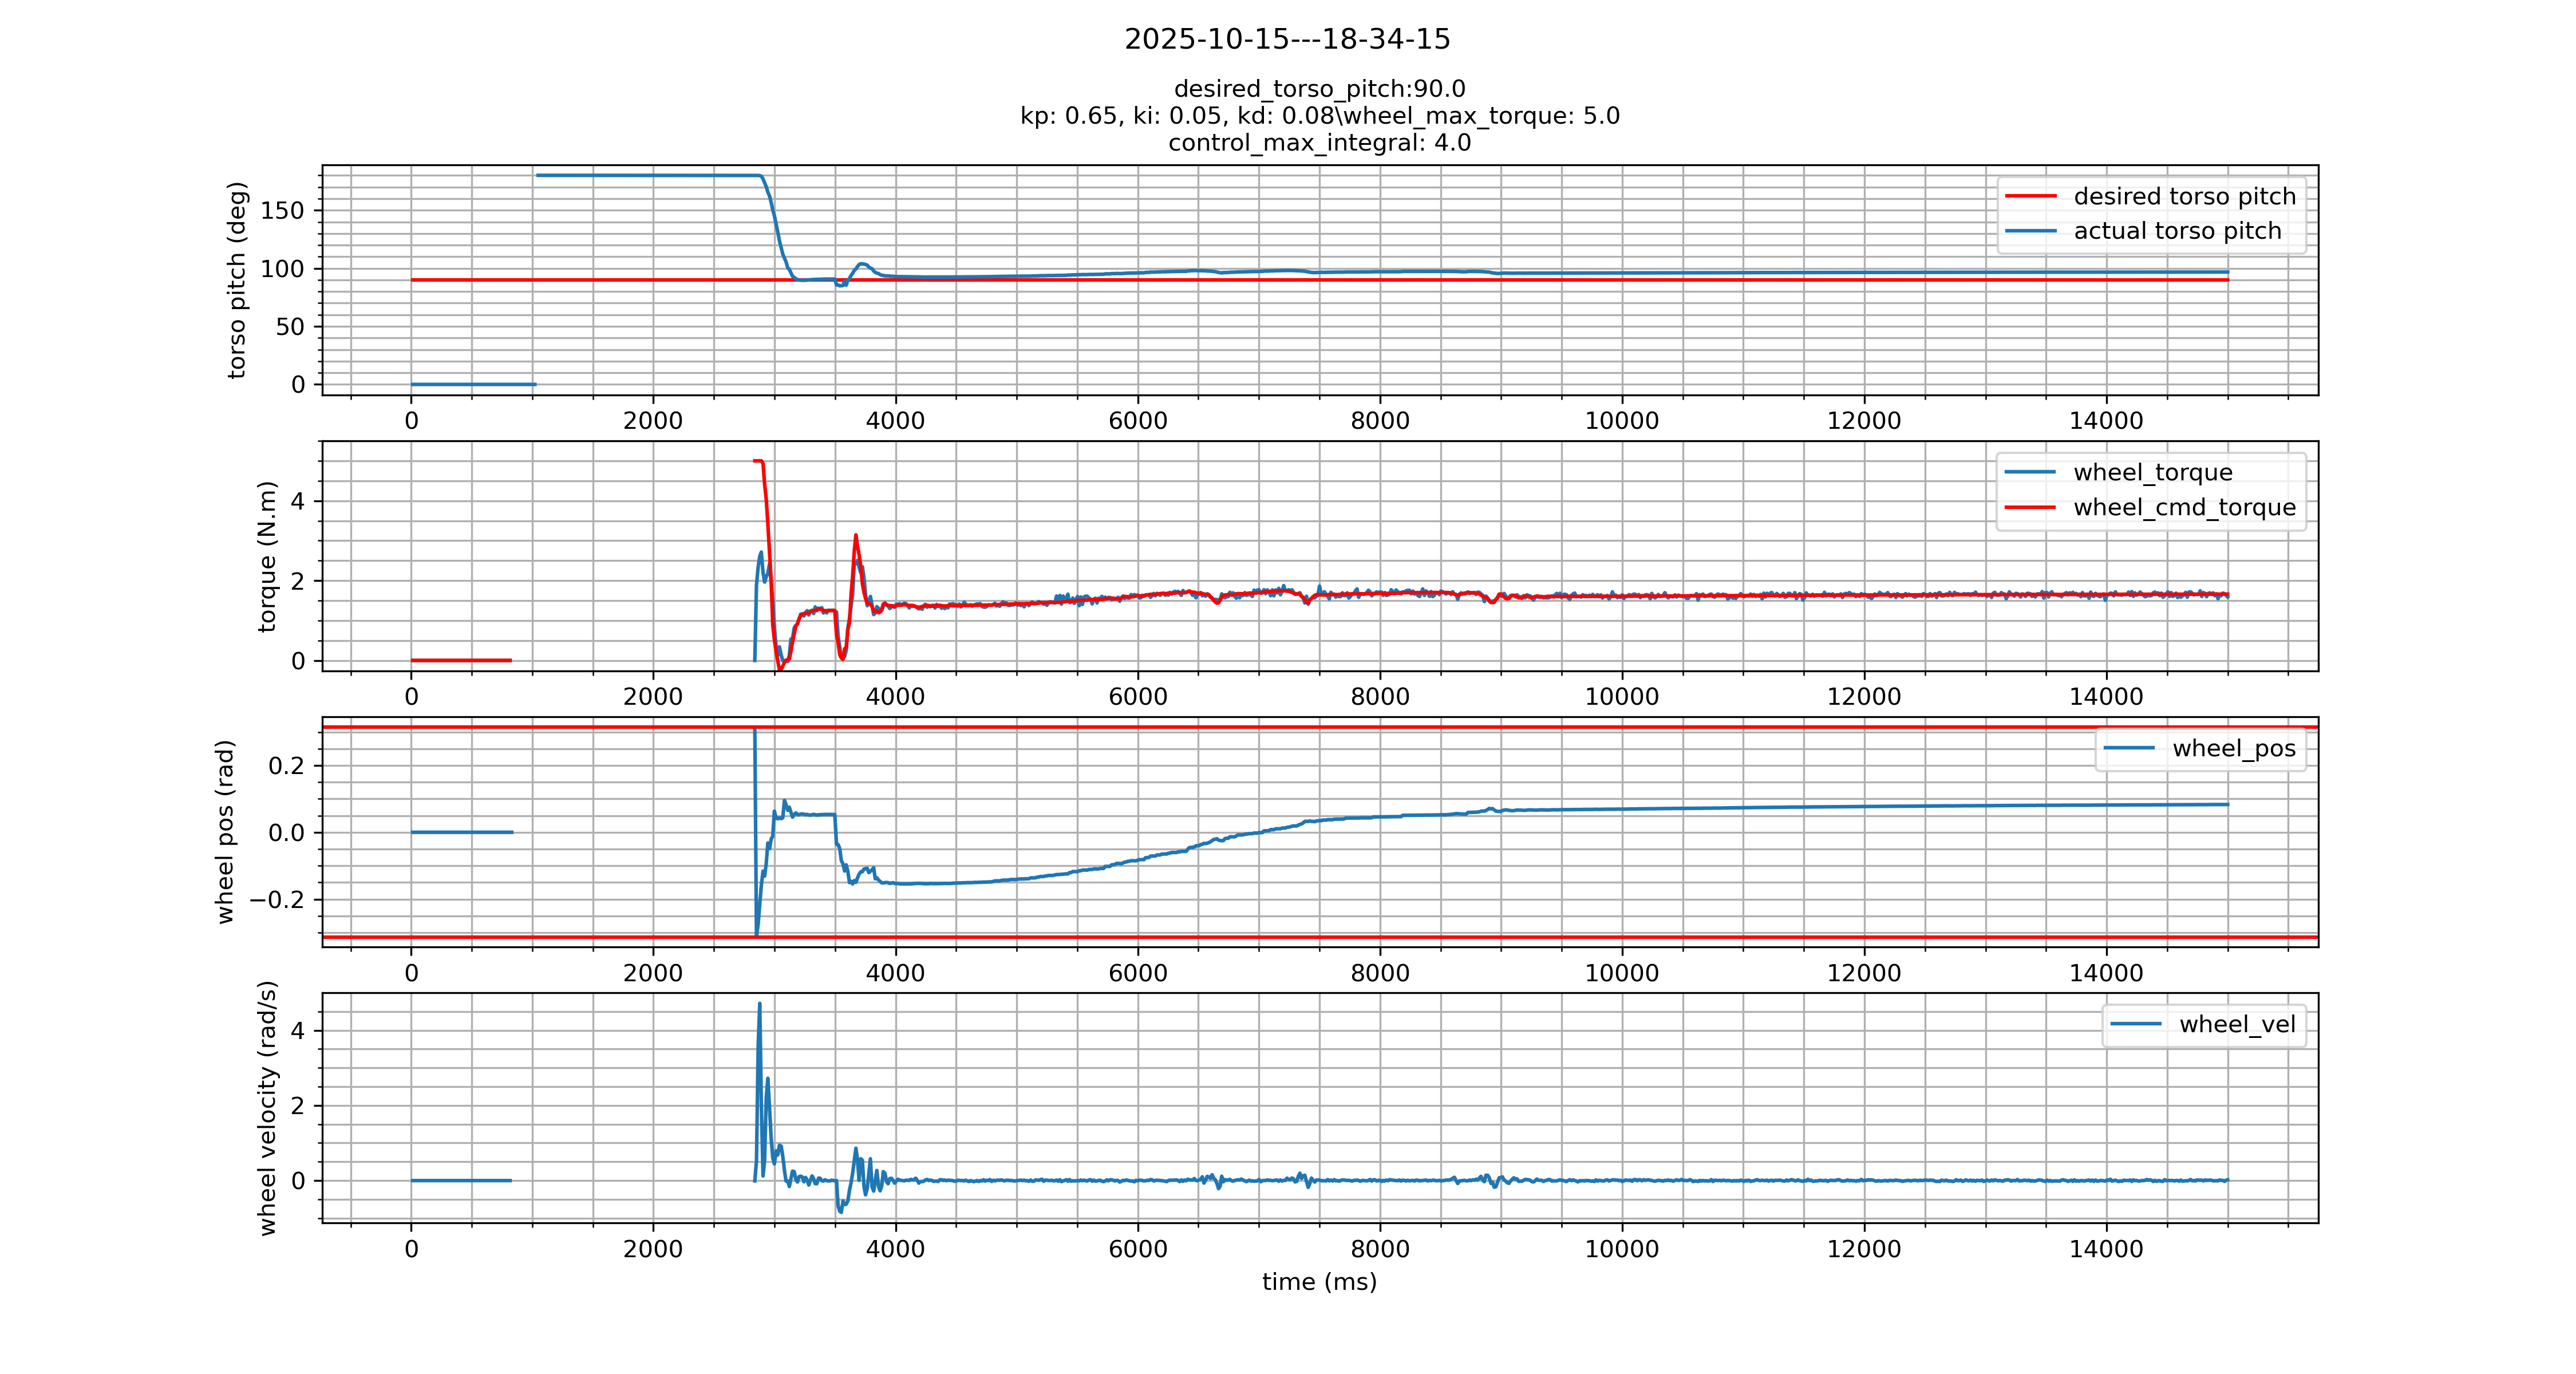 2025-10-15---18-34-15
desired_torso_pitch:90.0
kp: 0.65, ki: 0.05, kd: 0.08\wheel_max_torque: 5.0
control_max_integral: 4.0
torso pitch (deg)
150
100
50
0
desired torso pitch
actual torso pitch
0 2000 4000 6000 8000 10000 12000 14000
torque (N.m)
4
2
0
wheel_torque
wheel_cmd_torque
0 2000 4000 6000 8000 10000 12000 14000
wheel pos (rad)
0.2
0.0
−0.2
wheel_pos
0 2000 4000 6000 8000 10000 12000 14000
wheel velocity (rad/s)
4
2
0
wheel_vel
0 2000 4000 6000 8000 10000 12000 14000
time (ms)